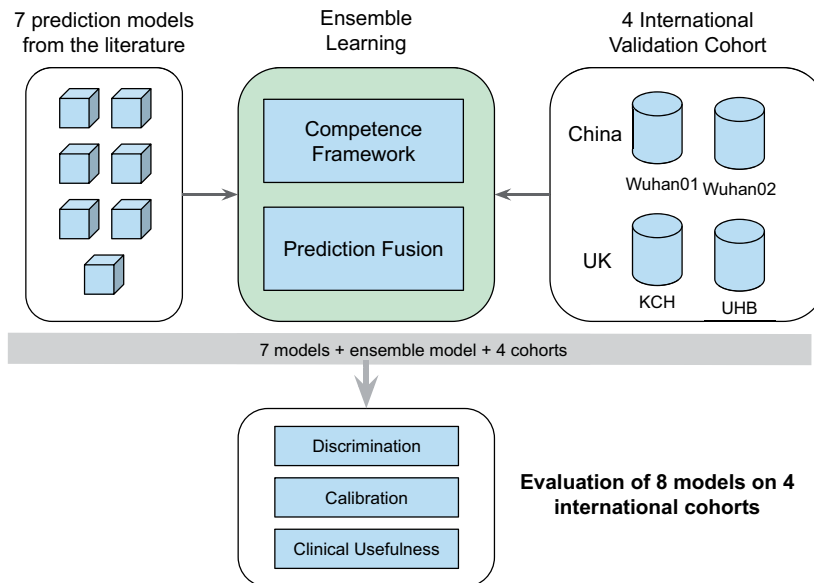 7 prediction models
from the literature
Ensemble
Learning
4 International
Validation Cohort
Competence
Framework
Prediction Fusion
China
Wuhan01
Wuhan02
UK
KCH
UHB
7 models + ensemble model + 4 cohorts
Discrimination
Calibration
Clinical Usefulness
Evaluation of 8 models on 4
international cohorts